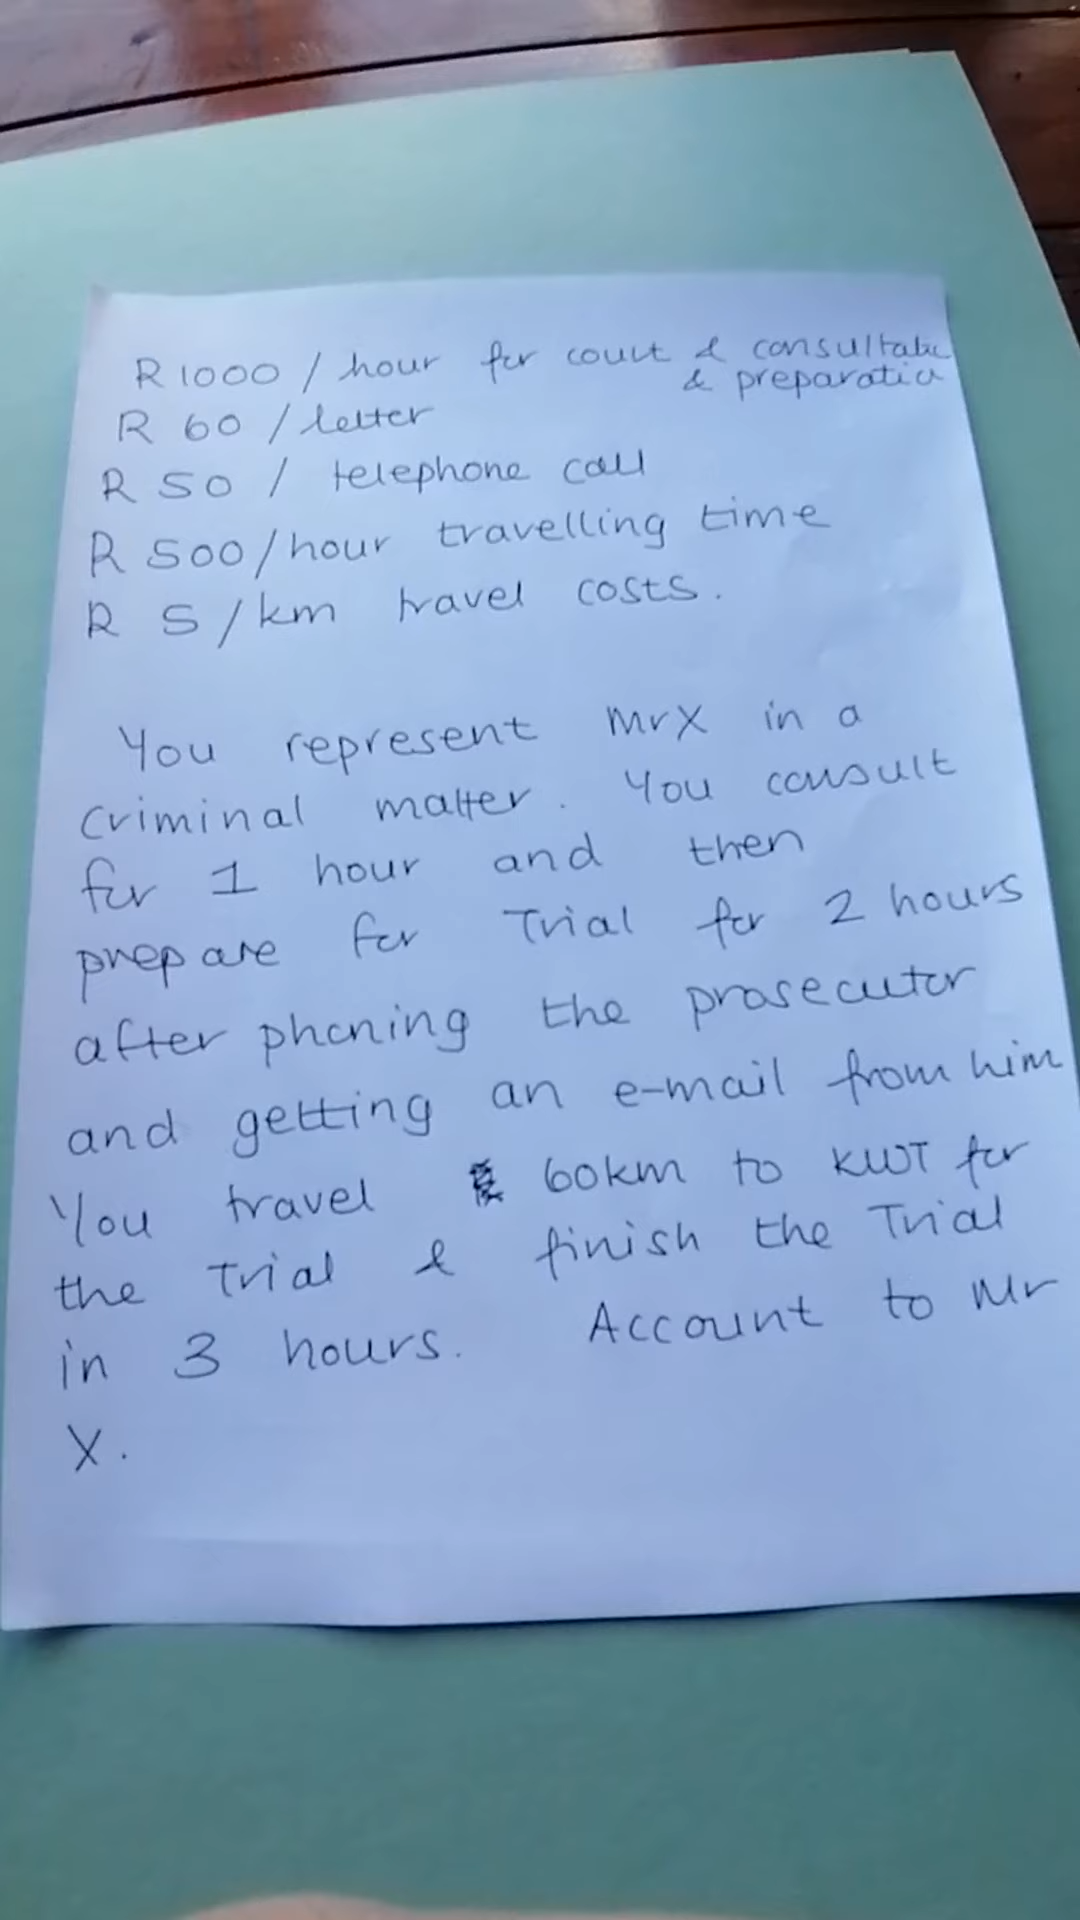 R 1000 / hour for court & consultatio
& preparatio
R 60 / letter
R 50 / telephone call
R 500/hour travelling time
R 5 / km travel costs.
You represent Mr X in a
criminal matter. You consult
for 1 hour and then
prepare for Trial for 2 hours
after phoning the prosecutor
and getting an e-mail from him
You travel 60km to KWT for
the Trial & finish the Trial
in 3 hours. Account to Mr
X.